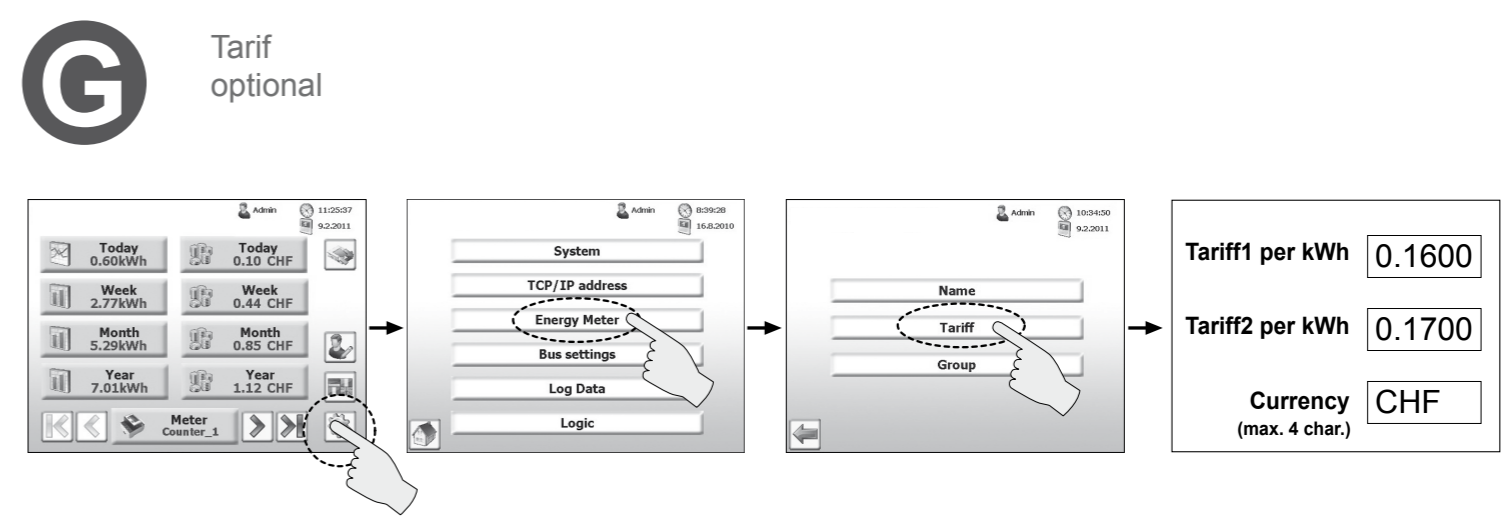 G
Tarif
optional
Admin
11:25:37
9.2.2011
Today
0.60kWh
Today
0.10 CHF
Week
2.77kWh
Week
0.44 CHF
Month
5.29kWh
Month
0.85 CHF
Year
7.01kWh
Year
1.12 CHF
Meter
Counter_1
Admin
8:39:28
16.8.2010
System
TCP/IP address
Energy Meter
Bus settings
Log Data
Logic
Admin
10:34:50
9.2.2011
Name
Tariff
Group
Tariff1 per kWh 0.1600
Tariff2 per kWh 0.1700
Currency CHF
(max. 4 char.)